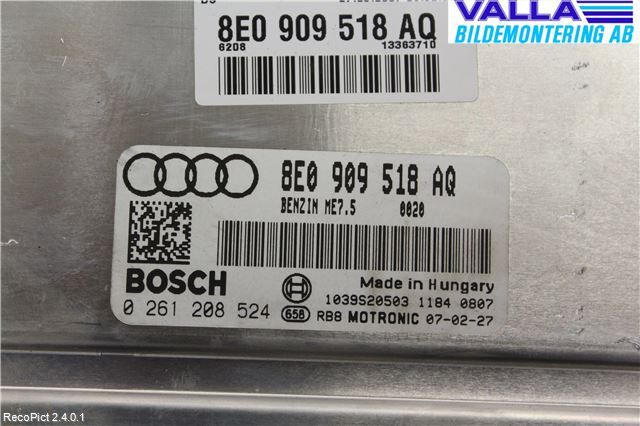 VALLA
BILDEMONTERING AB
8E0 909 518 AQ
62D8 13363710
8E0 909 518 AQ
BENZIN ME7.5 0020
BOSCH
Made in Hungary
0 261 208 524
1039S20503 1184 0807
658
RB8 MOTRONIC 07-02-27
RecoPict 2.4.0.1